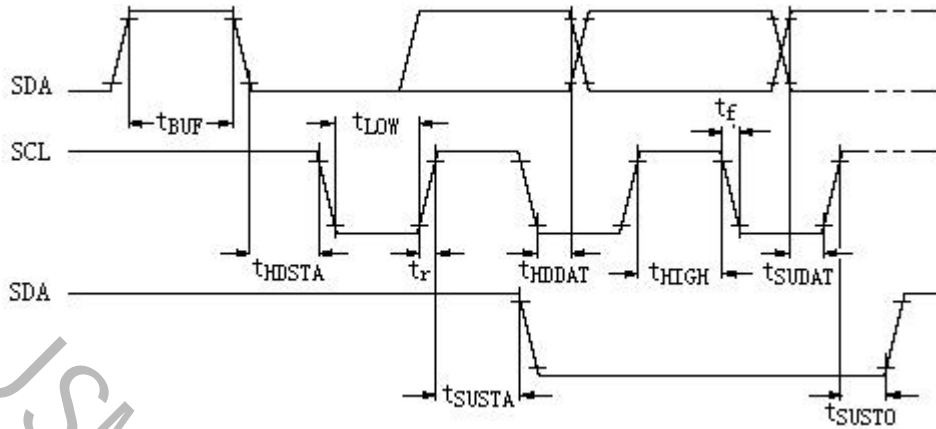 SDA
tBUF tLOW tf
SCL
tHDSTA tr tHDDAT tHIGH tSUDAT
SDA
tSUSTA tSUSTO